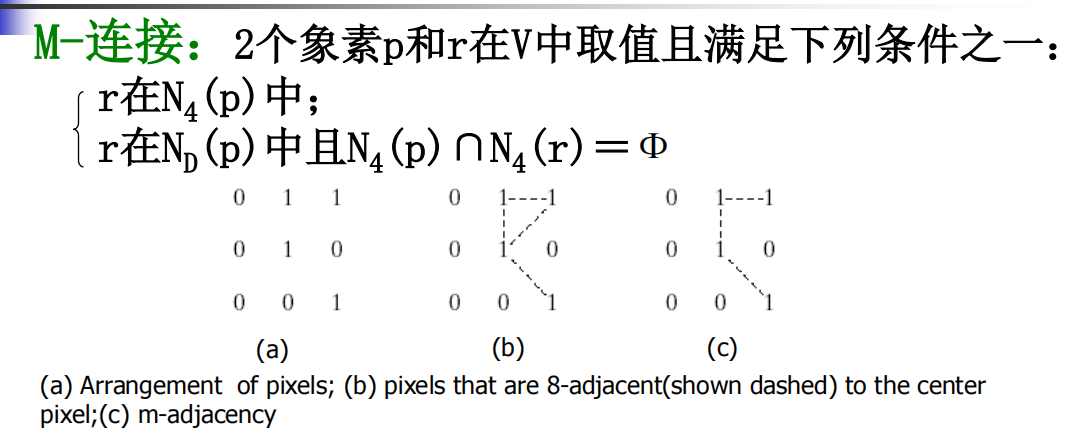 M-连接：2个象素p和r在V中取值且满足下列条件之一：
r在N4(p)中；
r在ND(p)中且N4(p)∩N4(r)＝Φ
0 1 1 0 1----1 0 1----1
0 1 0 0 1 0 0 1 0
0 0 1 0 0 1 0 0 1
(a) (b) (c)
(a) Arrangement of pixels; (b) pixels that are 8-adjacent(shown dashed) to the center
pixel;(c) m-adjacency